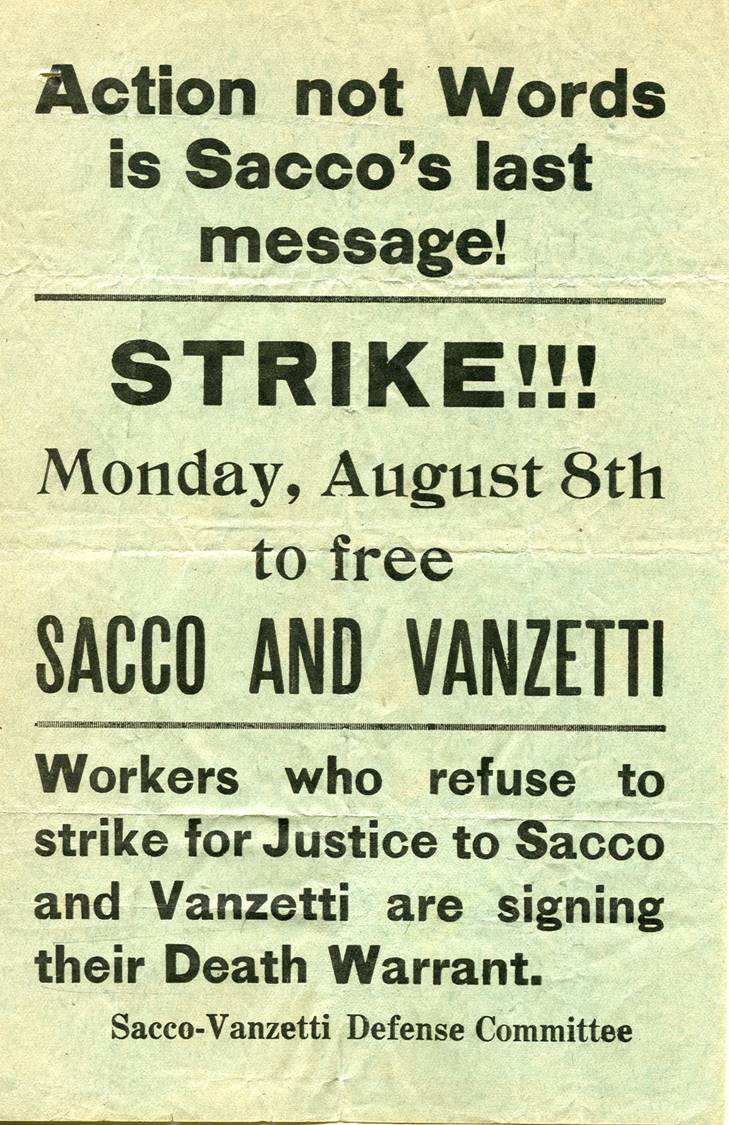 Action not Words
is Sacco's last
message!
STRIKE!!!
Monday, August 8th
to free
SACCO AND VANZETTI
Workers who refuse to
strike for Justice to Sacco
and Vanzetti are signing
their Death Warrant.
Sacco-Vanzetti Defense Committee